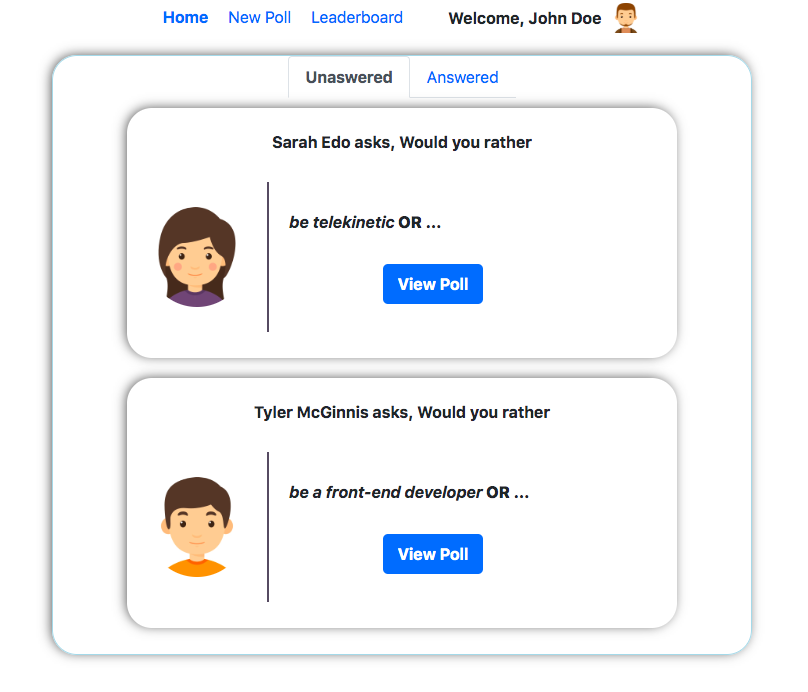 Home New Poll Leaderboard Welcome, John Doe
Unaswered Answered
Sarah Edo asks, Would you rather
be telekinetic OR ...
View Poll
Tyler McGinnis asks, Would you rather
be a front-end developer OR ...
View Poll